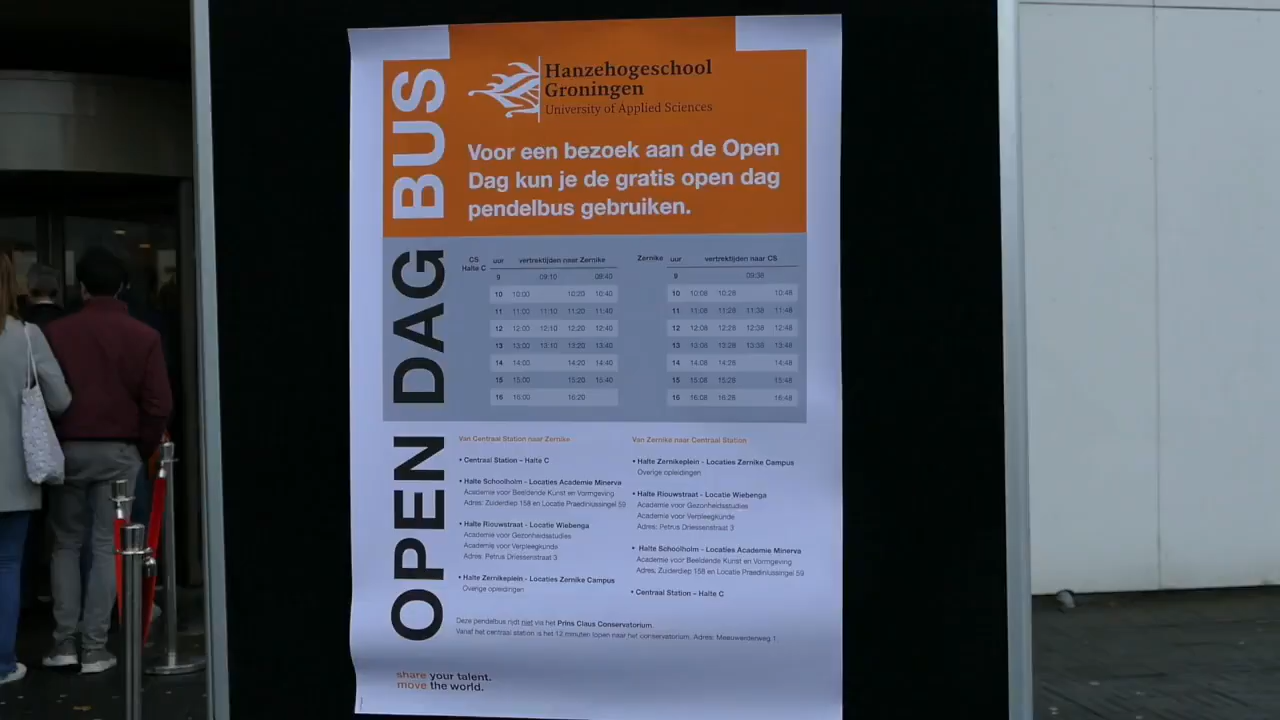 OPEN DAG BUS
Hanzehogeschool
Groningen
University of Applied Sciences
Voor een bezoek aan de Open
Dag kun je de gratis open dag
pendelbus gebruiken.
CS
Halte C
uur vertrektijden naar Zernike
9 09:10 09:40
10 10:00 10:20 10:40
11 11:00 11:10 11:20 11:40
12 12:00 12:10 12:20 12:40
13 13:00 13:10 13:20 13:40
14 14:00 14:20 14:40
15 15:00 15:20 15:40
16 16:00 16:20
Zernike uur vertrektijden naar CS
9 09:38
10 10:08 10:28 10:48
11 11:08 11:28 11:38 11:48
12 12:08 12:28 12:38 12:48
13 13:08 13:28 13:38 13:48
14 14:08 14:28 14:48
15 15:08 15:28 15:48
16 16:08 16:28 16:48
Van Centraal Station naar Zernike
• Centraal Station – Halte C
• Halte Schoolholm - Locaties Academie Minerva
Academie voor Beeldende Kunst en Vormgeving
Adres: Zuiderdiep 158 en Locatie Praediniussingel 59
• Halte Riouwstraat - Locatie Wiebenga
Academie voor Gezondheidsstudies
Academie voor Verpleegkunde
Adres: Petrus Driessenstraat 3
• Halte Zernikeplein - Locaties Zernike Campus
Overige opleidingen
Van Zernike naar Centraal Station
• Halte Zernikeplein - Locaties Zernike Campus
Overige opleidingen
• Halte Riouwstraat - Locatie Wiebenga
Academie voor Gezondheidsstudies
Academie voor Verpleegkunde
Adres: Petrus Driessenstraat 3
• Halte Schoolholm - Locaties Academie Minerva
Academie voor Beeldende Kunst en Vormgeving
Adres: Zuiderdiep 158 en Locatie Praediniussingel 59
• Centraal Station – Halte C
Deze pendelbus rijdt niet via het Prins Claus Conservatorium.
Vanaf het centraal station is het 12 minuten lopen naar het conservatorium. Adres: Meeuwerderweg 1.
share your talent.
move the world.